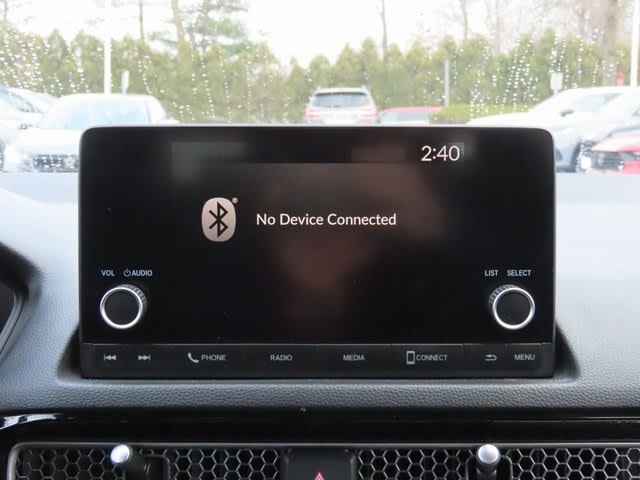 2:40
® No Device Connected
VOL AUDIO LIST SELECT
PHONE RADIO MEDIA CONNECT MENU